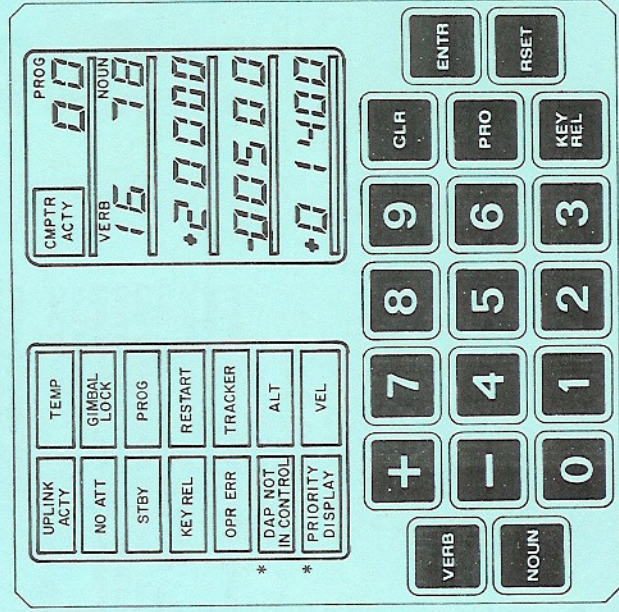 UPLINK ACTY
TEMP
NO ATT
GIMBAL LOCK
STBY
PROG
KEY REL
RESTART
OPR ERR
TRACKER
* DAP NOT IN CONTROL
ALT
* PRIORITY DISPLAY
VEL
CMPTR ACTY
PROG
00
VERB NOUN
16 78
+20000
-00500
+01400
VERB
NOUN
+ 7 8 9 CLR ENTR
- 4 5 6 PRO RSET
0 1 2 3 KEY REL